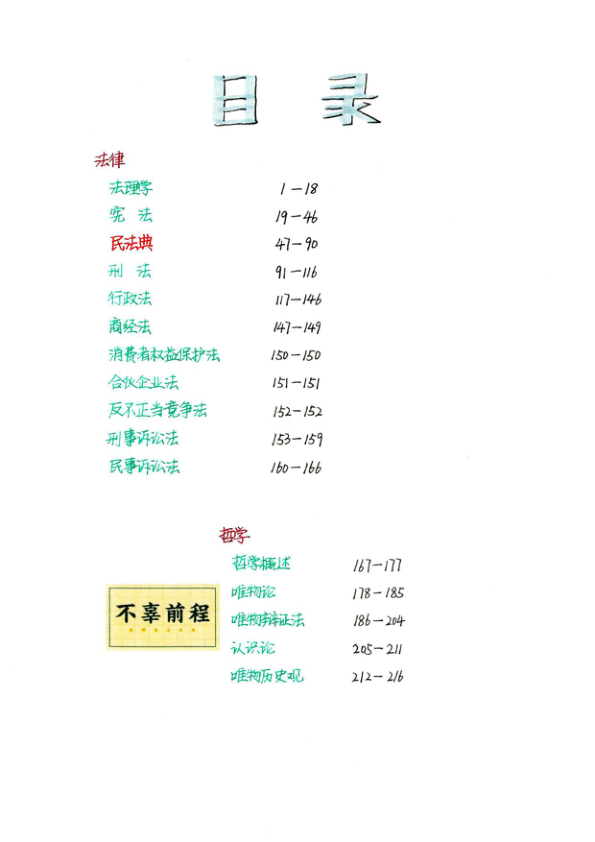 目 录
法律
法理学 1-18
宪法 19-46
民法典 47-90
刑法 91-116
行政法 117-146
商经法 147-149
消费者权益保护法 150-150
合伙企业法 151-151
反不正当竞争法 152-152
刑事诉讼法 153-159
民事诉讼法 160-166
哲学
哲学概述 167-177
唯物论 178-185
唯物辩证法 186-204
认识论 205-211
唯物历史观 212-216
不辜前程